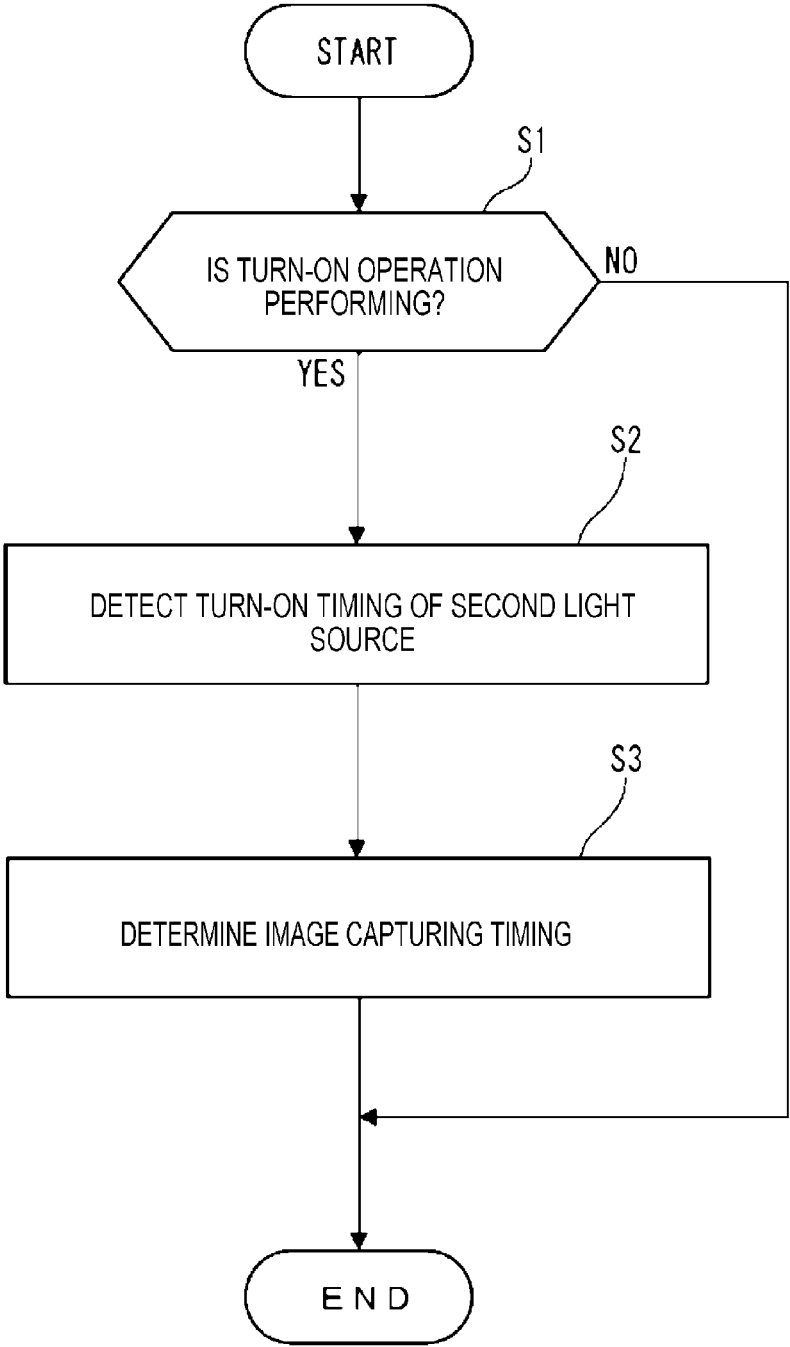 START
S1
IS TURN-ON OPERATION
PERFORMING?
NO
YES
S2
DETECT TURN-ON TIMING OF SECOND LIGHT
SOURCE
S3
DETERMINE IMAGE CAPTURING TIMING
END